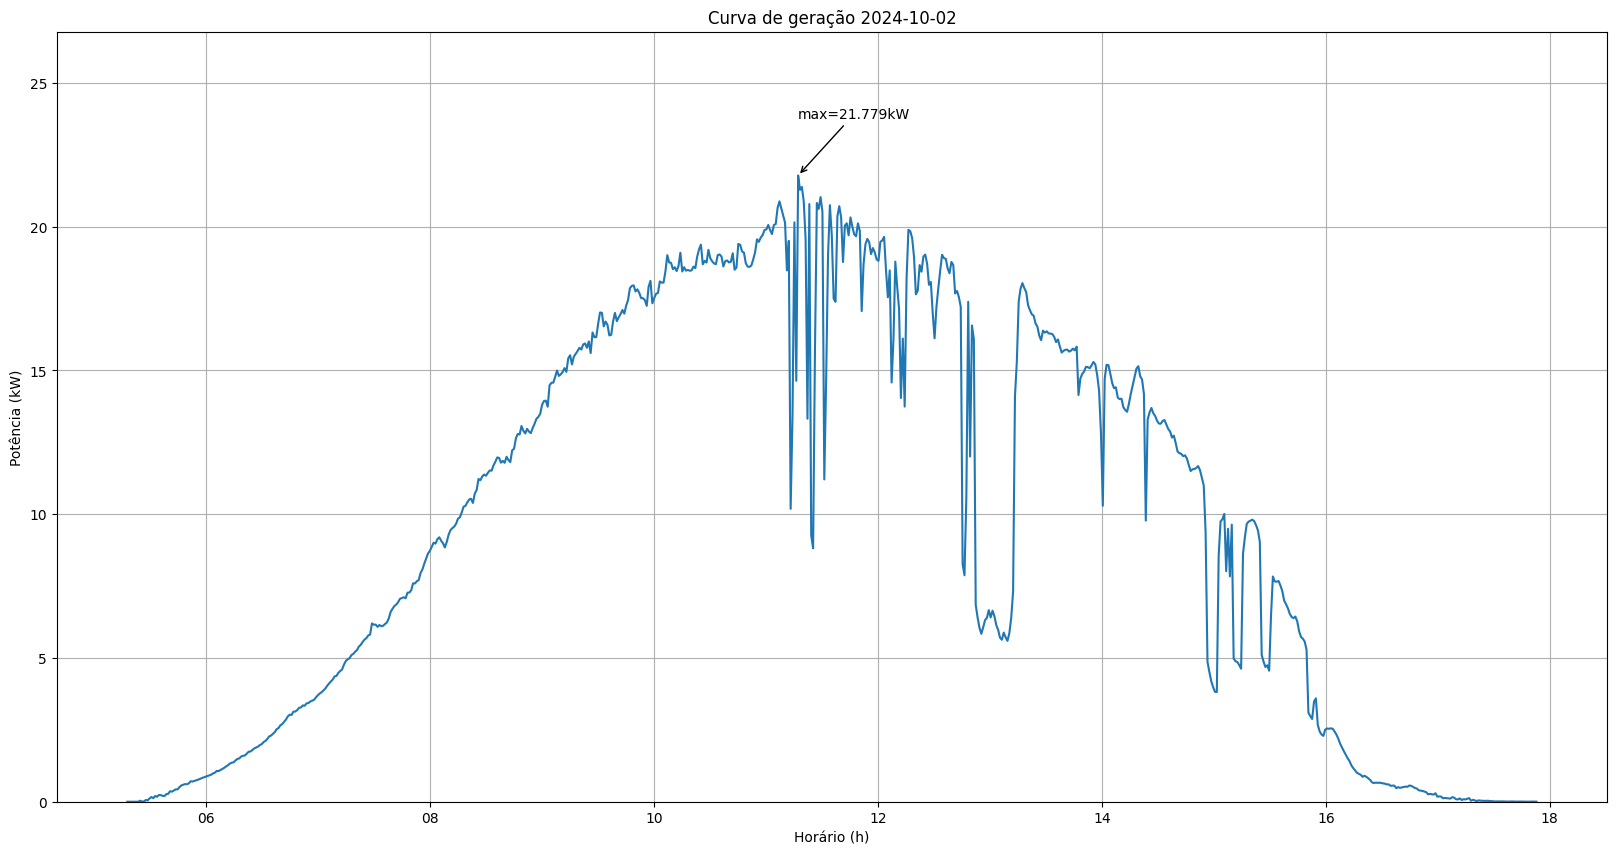 Curva de geração 2024-10-02
25
20
15
10
5
0
max=21.779kW
Potência (kW)
06 08 10 12 14 16 18
Horário (h)